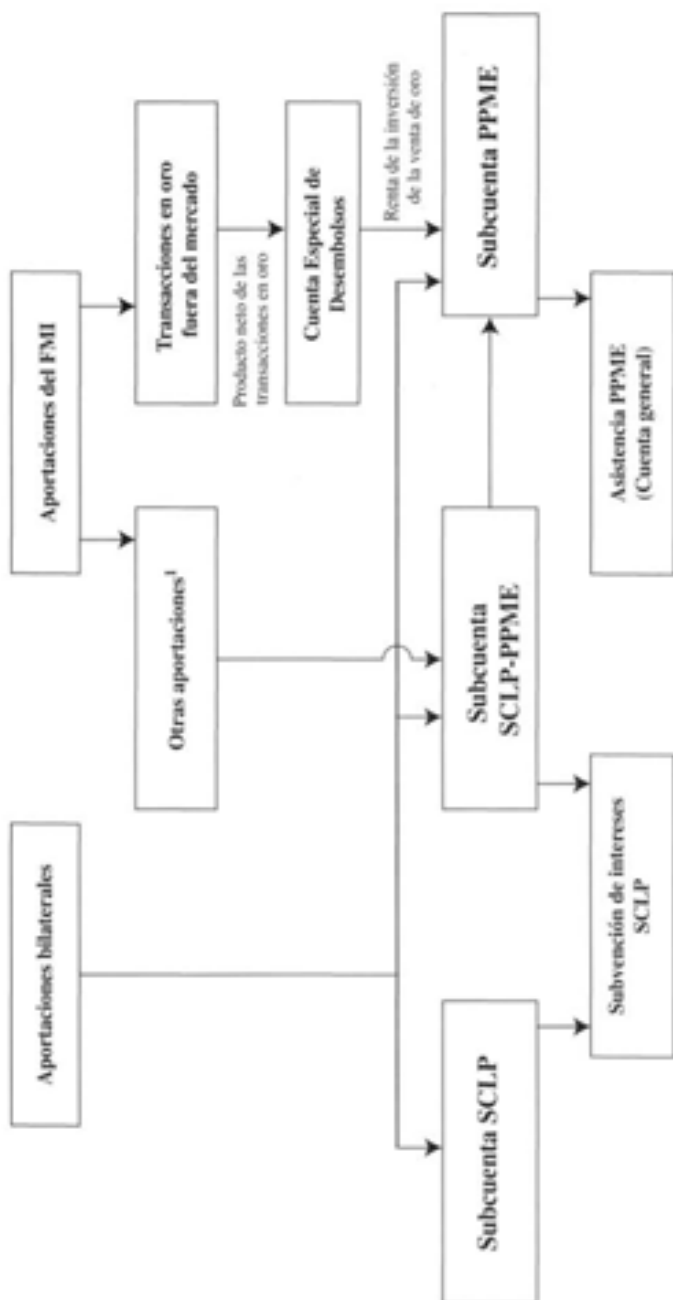 Aportaciones bilaterales
Aportaciones del FMI
Otras aportaciones¹
Transacciones en oro
fuera del mercado
Producto neto de las
transacciones en oro
Cuenta Especial de
Desembolsos
Renta de la inversión
de la venta de oro
Subcuenta SCLP
Subcuenta
SCLP-PPME
Subcuenta PPME
Subvención de intereses
SCLP
Asistencia PPME
(Cuenta general)